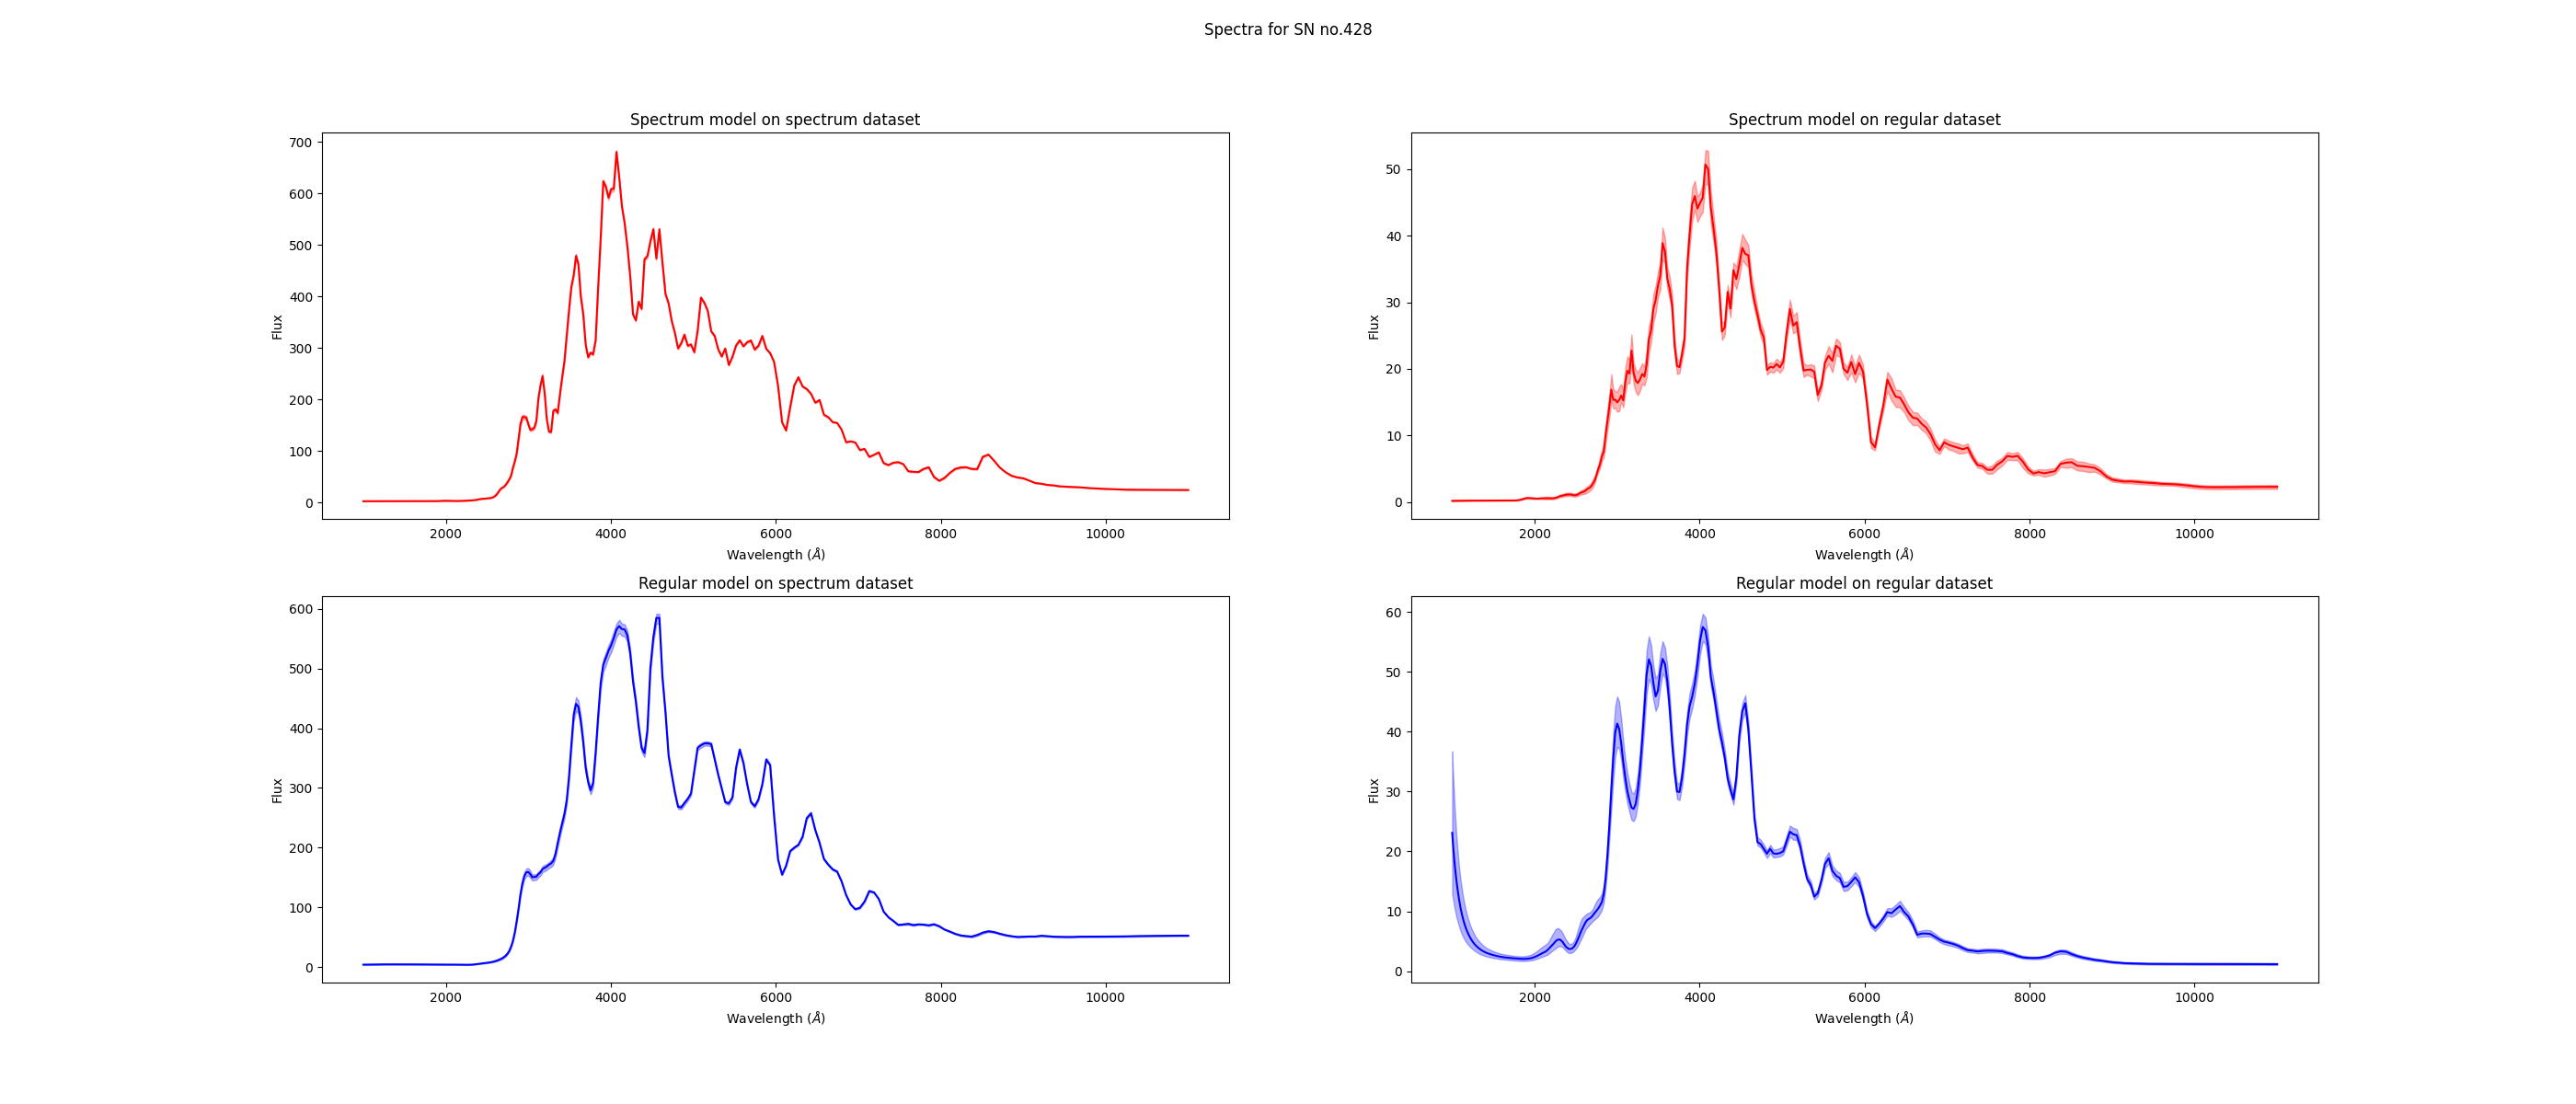 Spectra for SN no.428
Spectrum model on spectrum dataset
700
600
500
400
300
200
100
0
Flux
2000 4000 6000 8000 10000
Wavelength (Å)
Spectrum model on regular dataset
50
40
30
20
10
0
Flux
2000 4000 6000 8000 10000
Wavelength (Å)
Regular model on spectrum dataset
600
500
400
300
200
100
0
Flux
2000 4000 6000 8000 10000
Wavelength (Å)
Regular model on regular dataset
60
50
40
30
20
10
0
Flux
2000 4000 6000 8000 10000
Wavelength (Å)